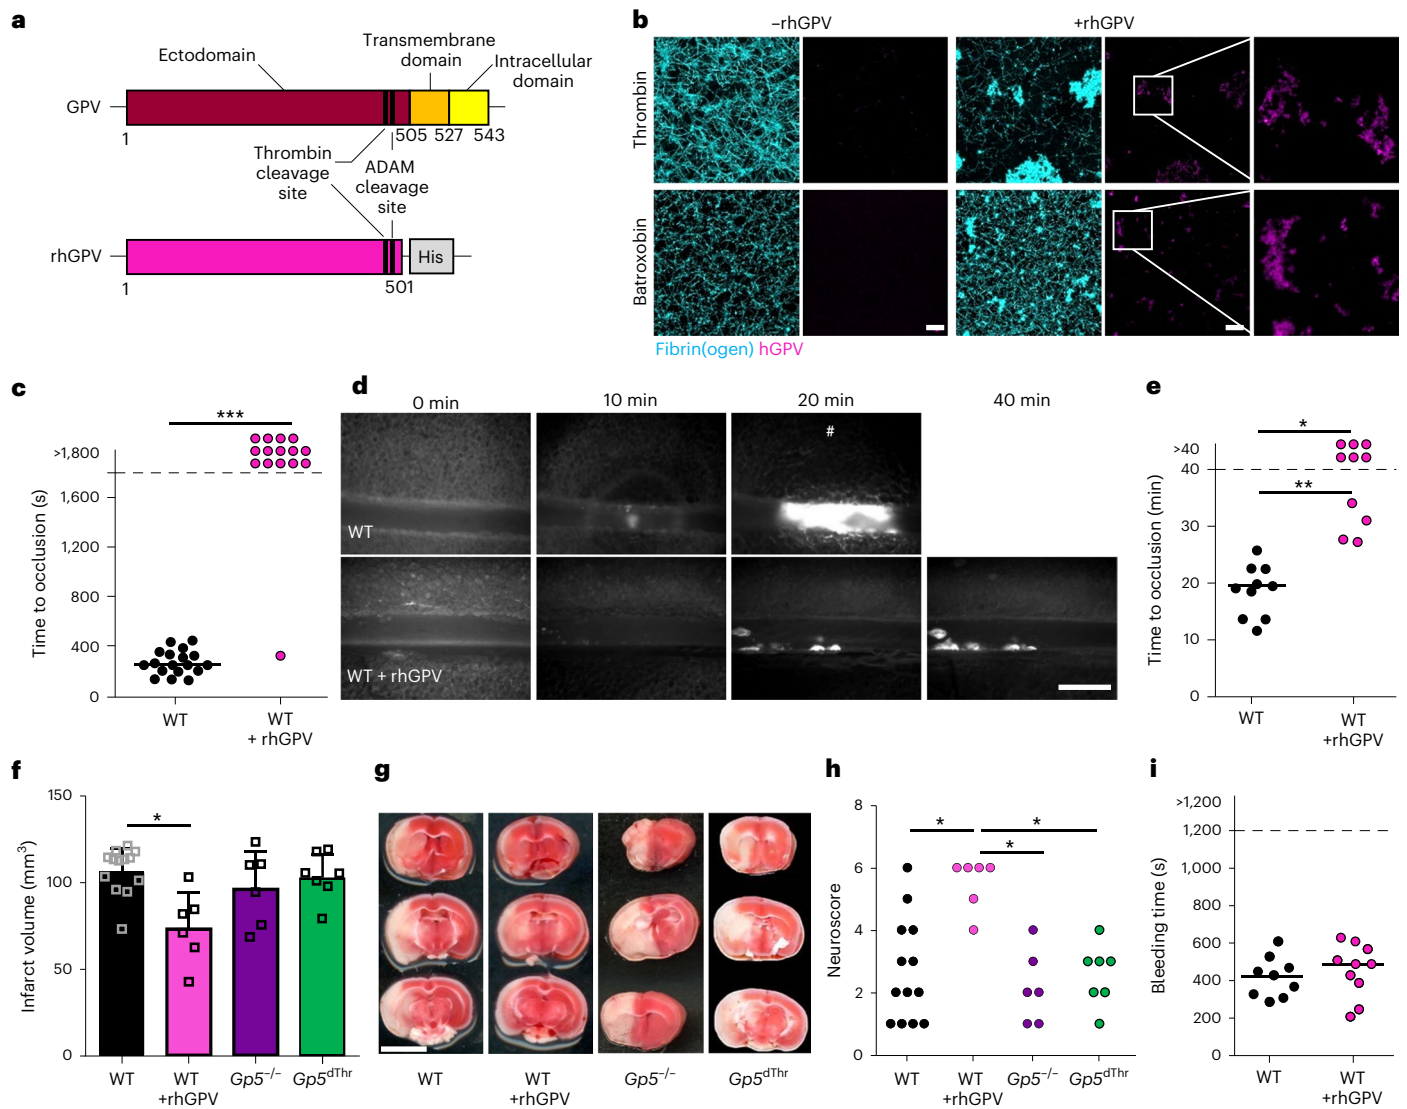 a
Ectodomain
Transmembrane
domain
Intracellular
domain
GPV
1
505
527
543
Thrombin
cleavage
site
ADAM
cleavage
site
rhGPV
His
1
501
b
–rhGPV
+rhGPV
Thrombin
Batroxobin
Fibrin(ogen) hGPV
c
***
Time to occlusion (s)
>1,800
1,600
1,200
800
400
0
WT
WT
+ rhGPV
d
0 min
10 min
20 min
40 min
#
WT
WT + rhGPV
e
*
**
Time to occlusion (min)
>40
40
30
20
10
0
WT
WT
+rhGPV
f
*
Infarct volume (mm³)
150
100
50
0
WT
WT
+rhGPV
Gp5⁻/⁻
Gp5ᵈᵀʰʳ
g
WT
WT
+rhGPV
Gp5⁻/⁻
Gp5ᵈᵀʰʳ
h
*
*
*
Neuroscore
8
6
4
2
0
WT
WT
+rhGPV
Gp5⁻/⁻
Gp5ᵈᵀʰʳ
i
Bleeding time (s)
>1,200
1,200
1,000
800
600
400
200
0
WT
WT
+rhGPV